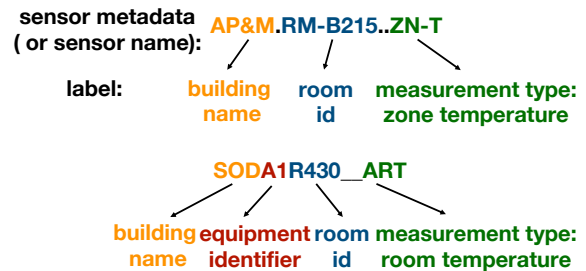 sensor metadata
( or sensor name): AP&M.RM-B215..ZN-T
label: building room measurement type:
name id zone temperature
SODA1R430__ART
building equipment room measurement type:
name identifier id room temperature